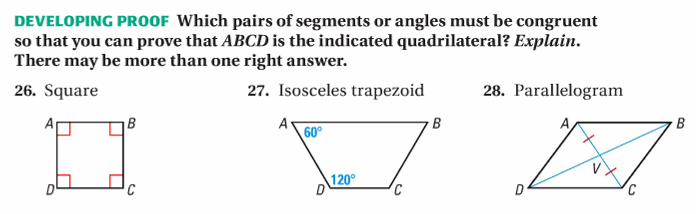 DEVELOPING PROOF Which pairs of segments or angles must be congruent
so that you can prove that ABCD is the indicated quadrilateral? Explain.
There may be more than one right answer.
26. Square
27. Isosceles trapezoid
28. Parallelogram
A B
D C
A B
60°
120°
D C
A B
V
D C